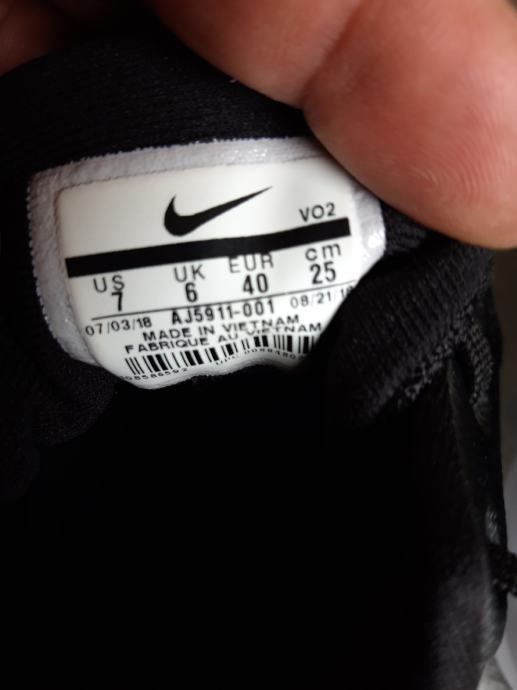 VO2
US UK EUR cm
7 6 40 25
07/03/18 AJ5911-001 08/21/18
MADE IN VIETNAM
FABRIQUE AU VIETNAM